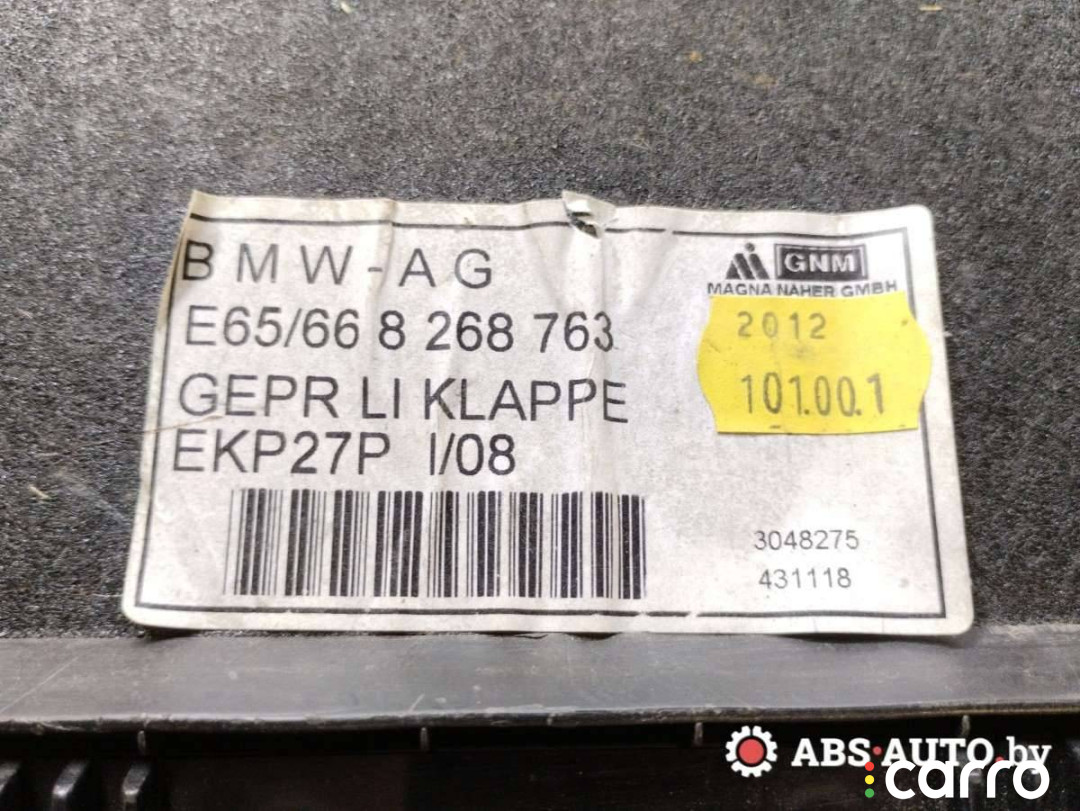 BMW-AG
E65/66 8 268 763
GEPR LI KLAPPE
EKP27P I/08
GNM
MAGNA NAHER GMBH
2012
101.00.1
3048275
431118
ABS-AUTO.by
carro